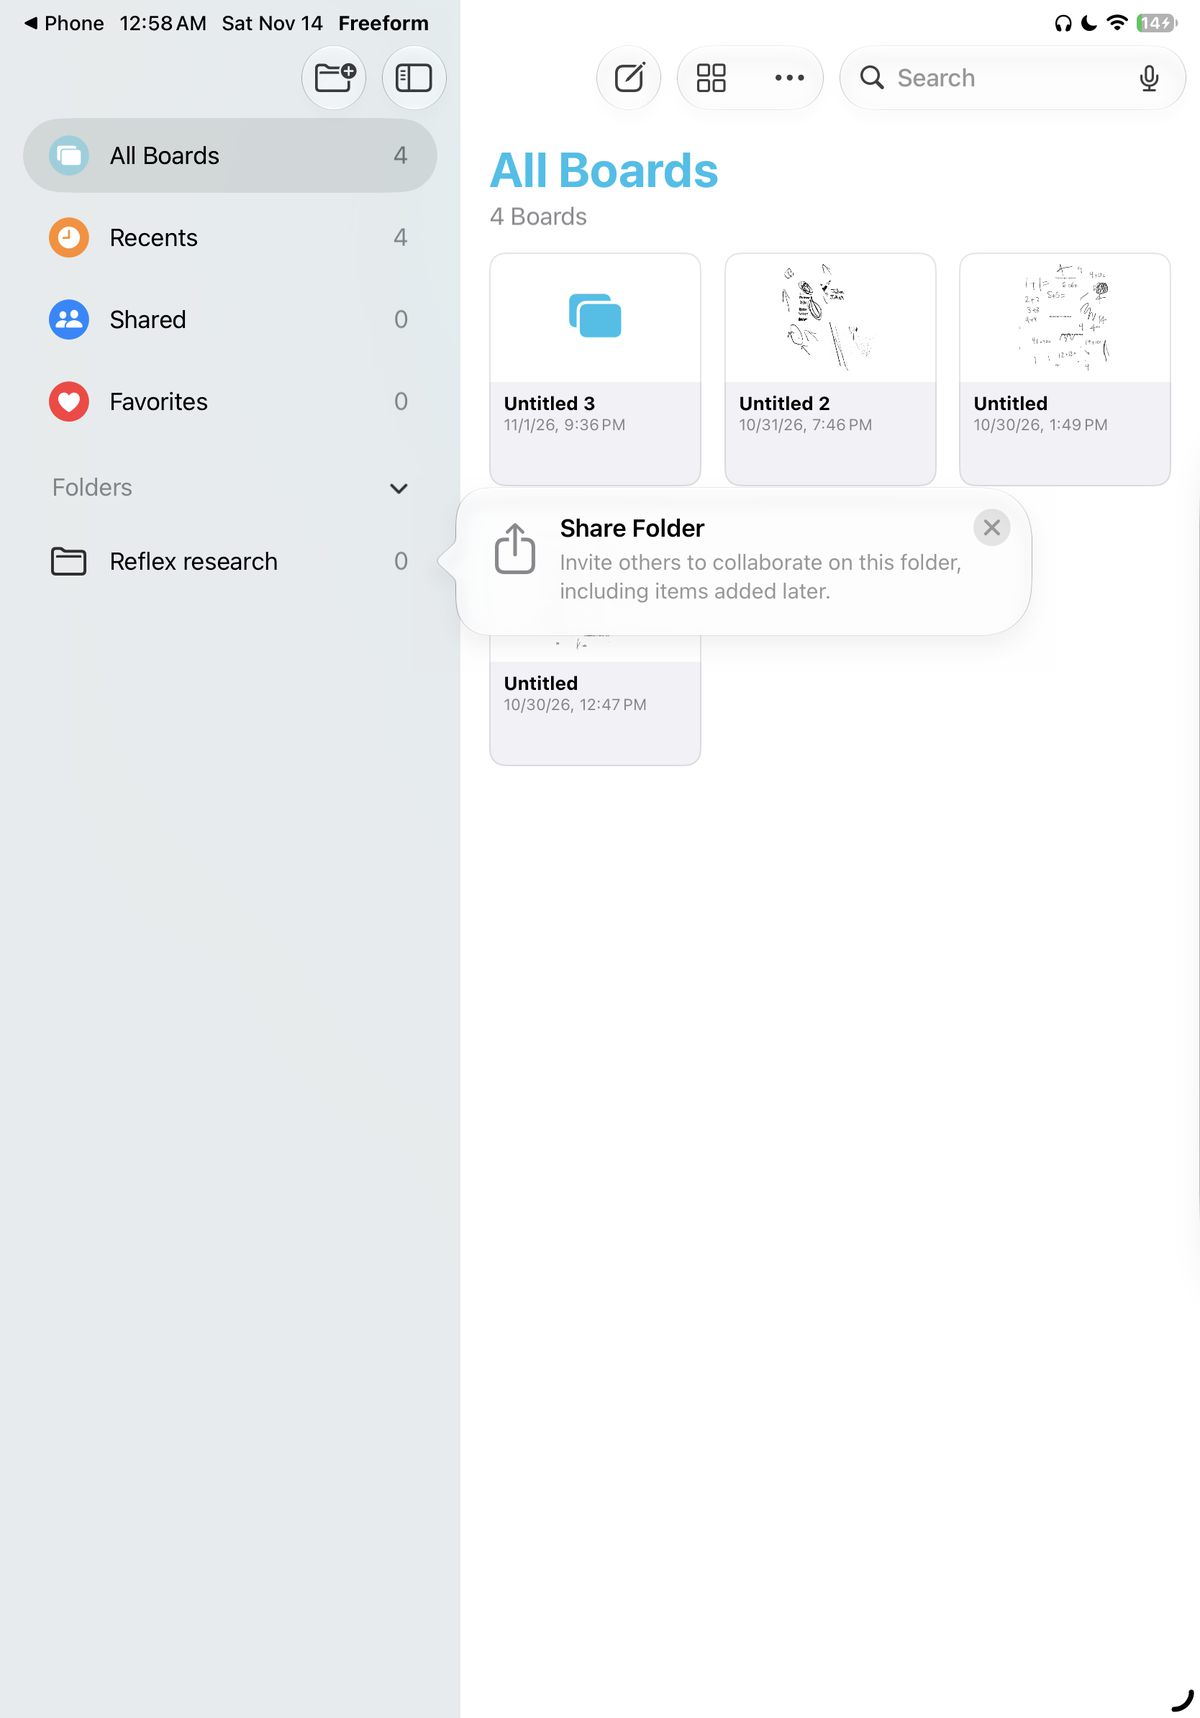 Phone 12:58 AM Sat Nov 14 Freeform
14
Search
All Boards 4
Recents 4
Shared 0
Favorites 0
Folders
Reflex research 0
All Boards
4 Boards
Untitled 3
11/1/26, 9:36 PM
Untitled 2
10/31/26, 7:46 PM
Untitled
10/30/26, 1:49 PM
Share Folder
Invite others to collaborate on this folder,
including items added later.
Untitled
10/30/26, 12:47 PM